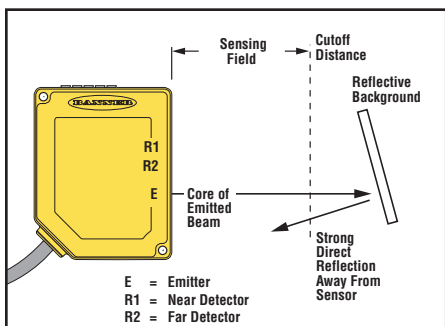 Sensing
Field
Cutoff
Distance
Reflective
Background
BANNER
R1
R2
E
Core of
Emitted
Beam
Strong
Direct
Reflection
Away From
Sensor
E = Emitter
R1 = Near Detector
R2 = Far Detector